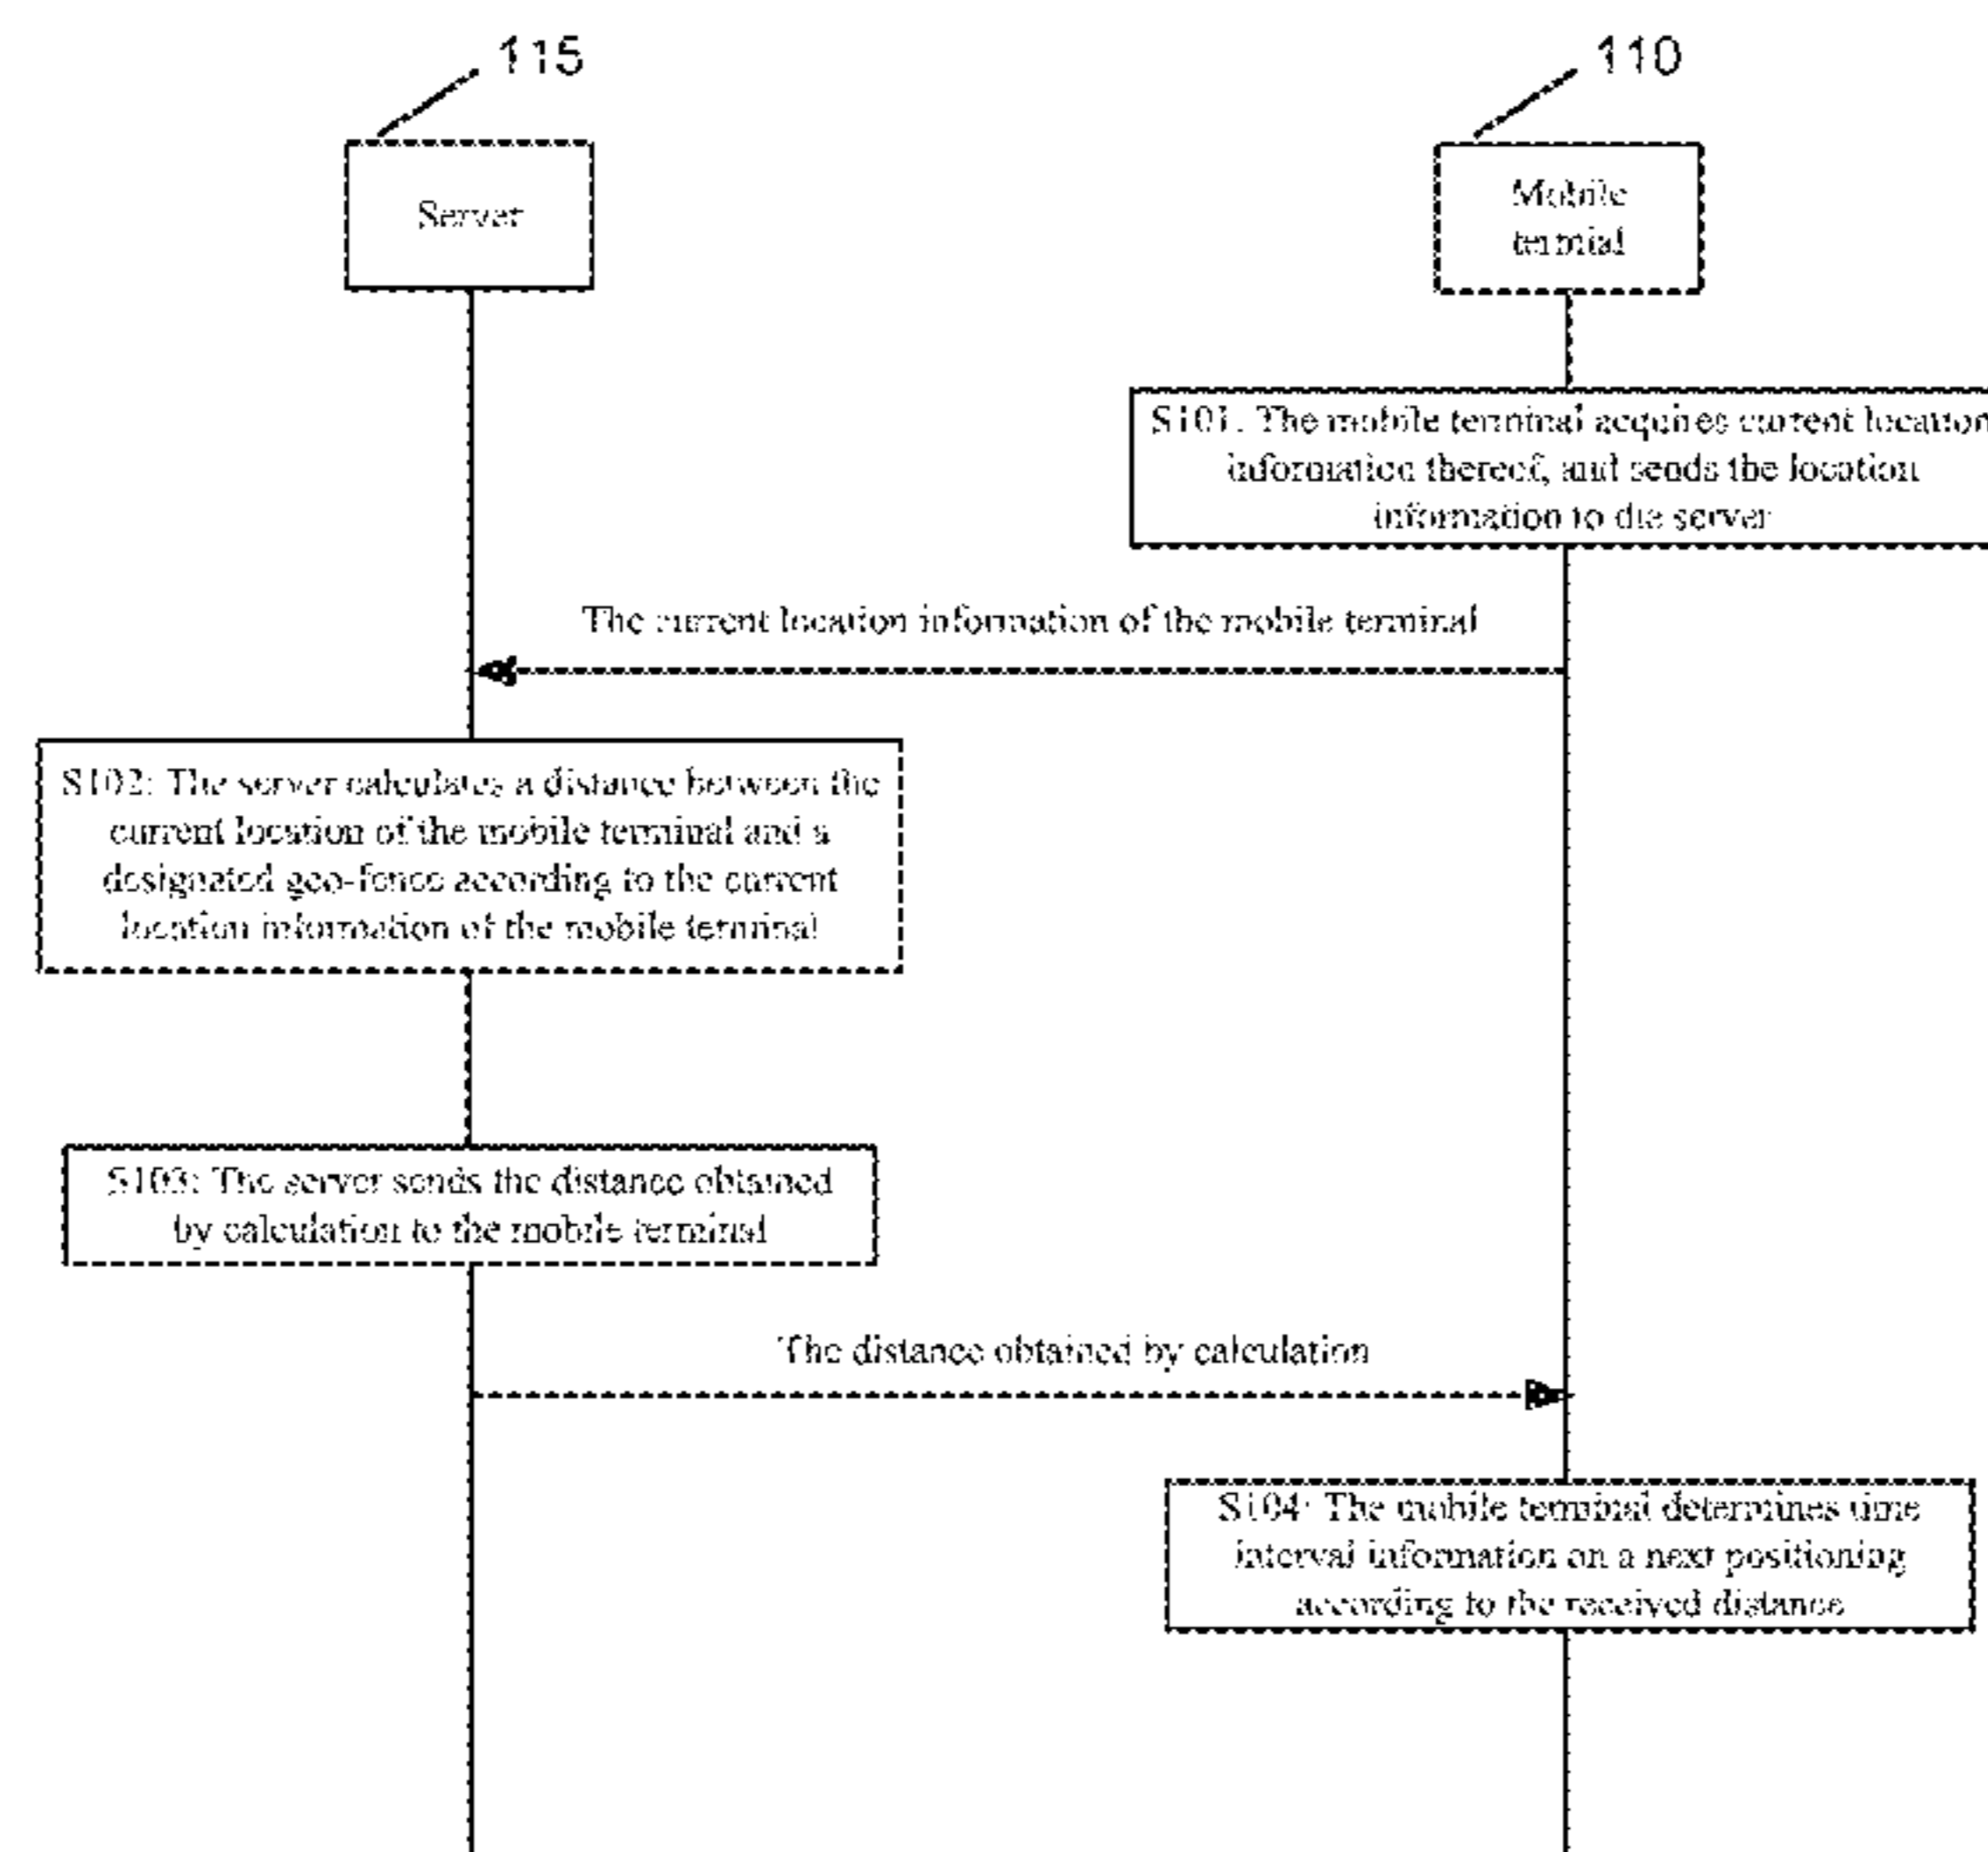 115
110
Server
Mobile
termial
S101. The mobile terminal acquires current location
information thereof, and sends the location
information to die server
The current location information of the mobile terminal
S102: The server calculates a distance between the
current location of the mobile terminal and a
designated geo-fence according to the current
location information of the mobile terminal
S103: The server sends the distance obtained
by calculation to the mobile terminal
The distance obtained by calculation
S104: The mobile terminal determines time
interval information on a next positioning
according to the received distance